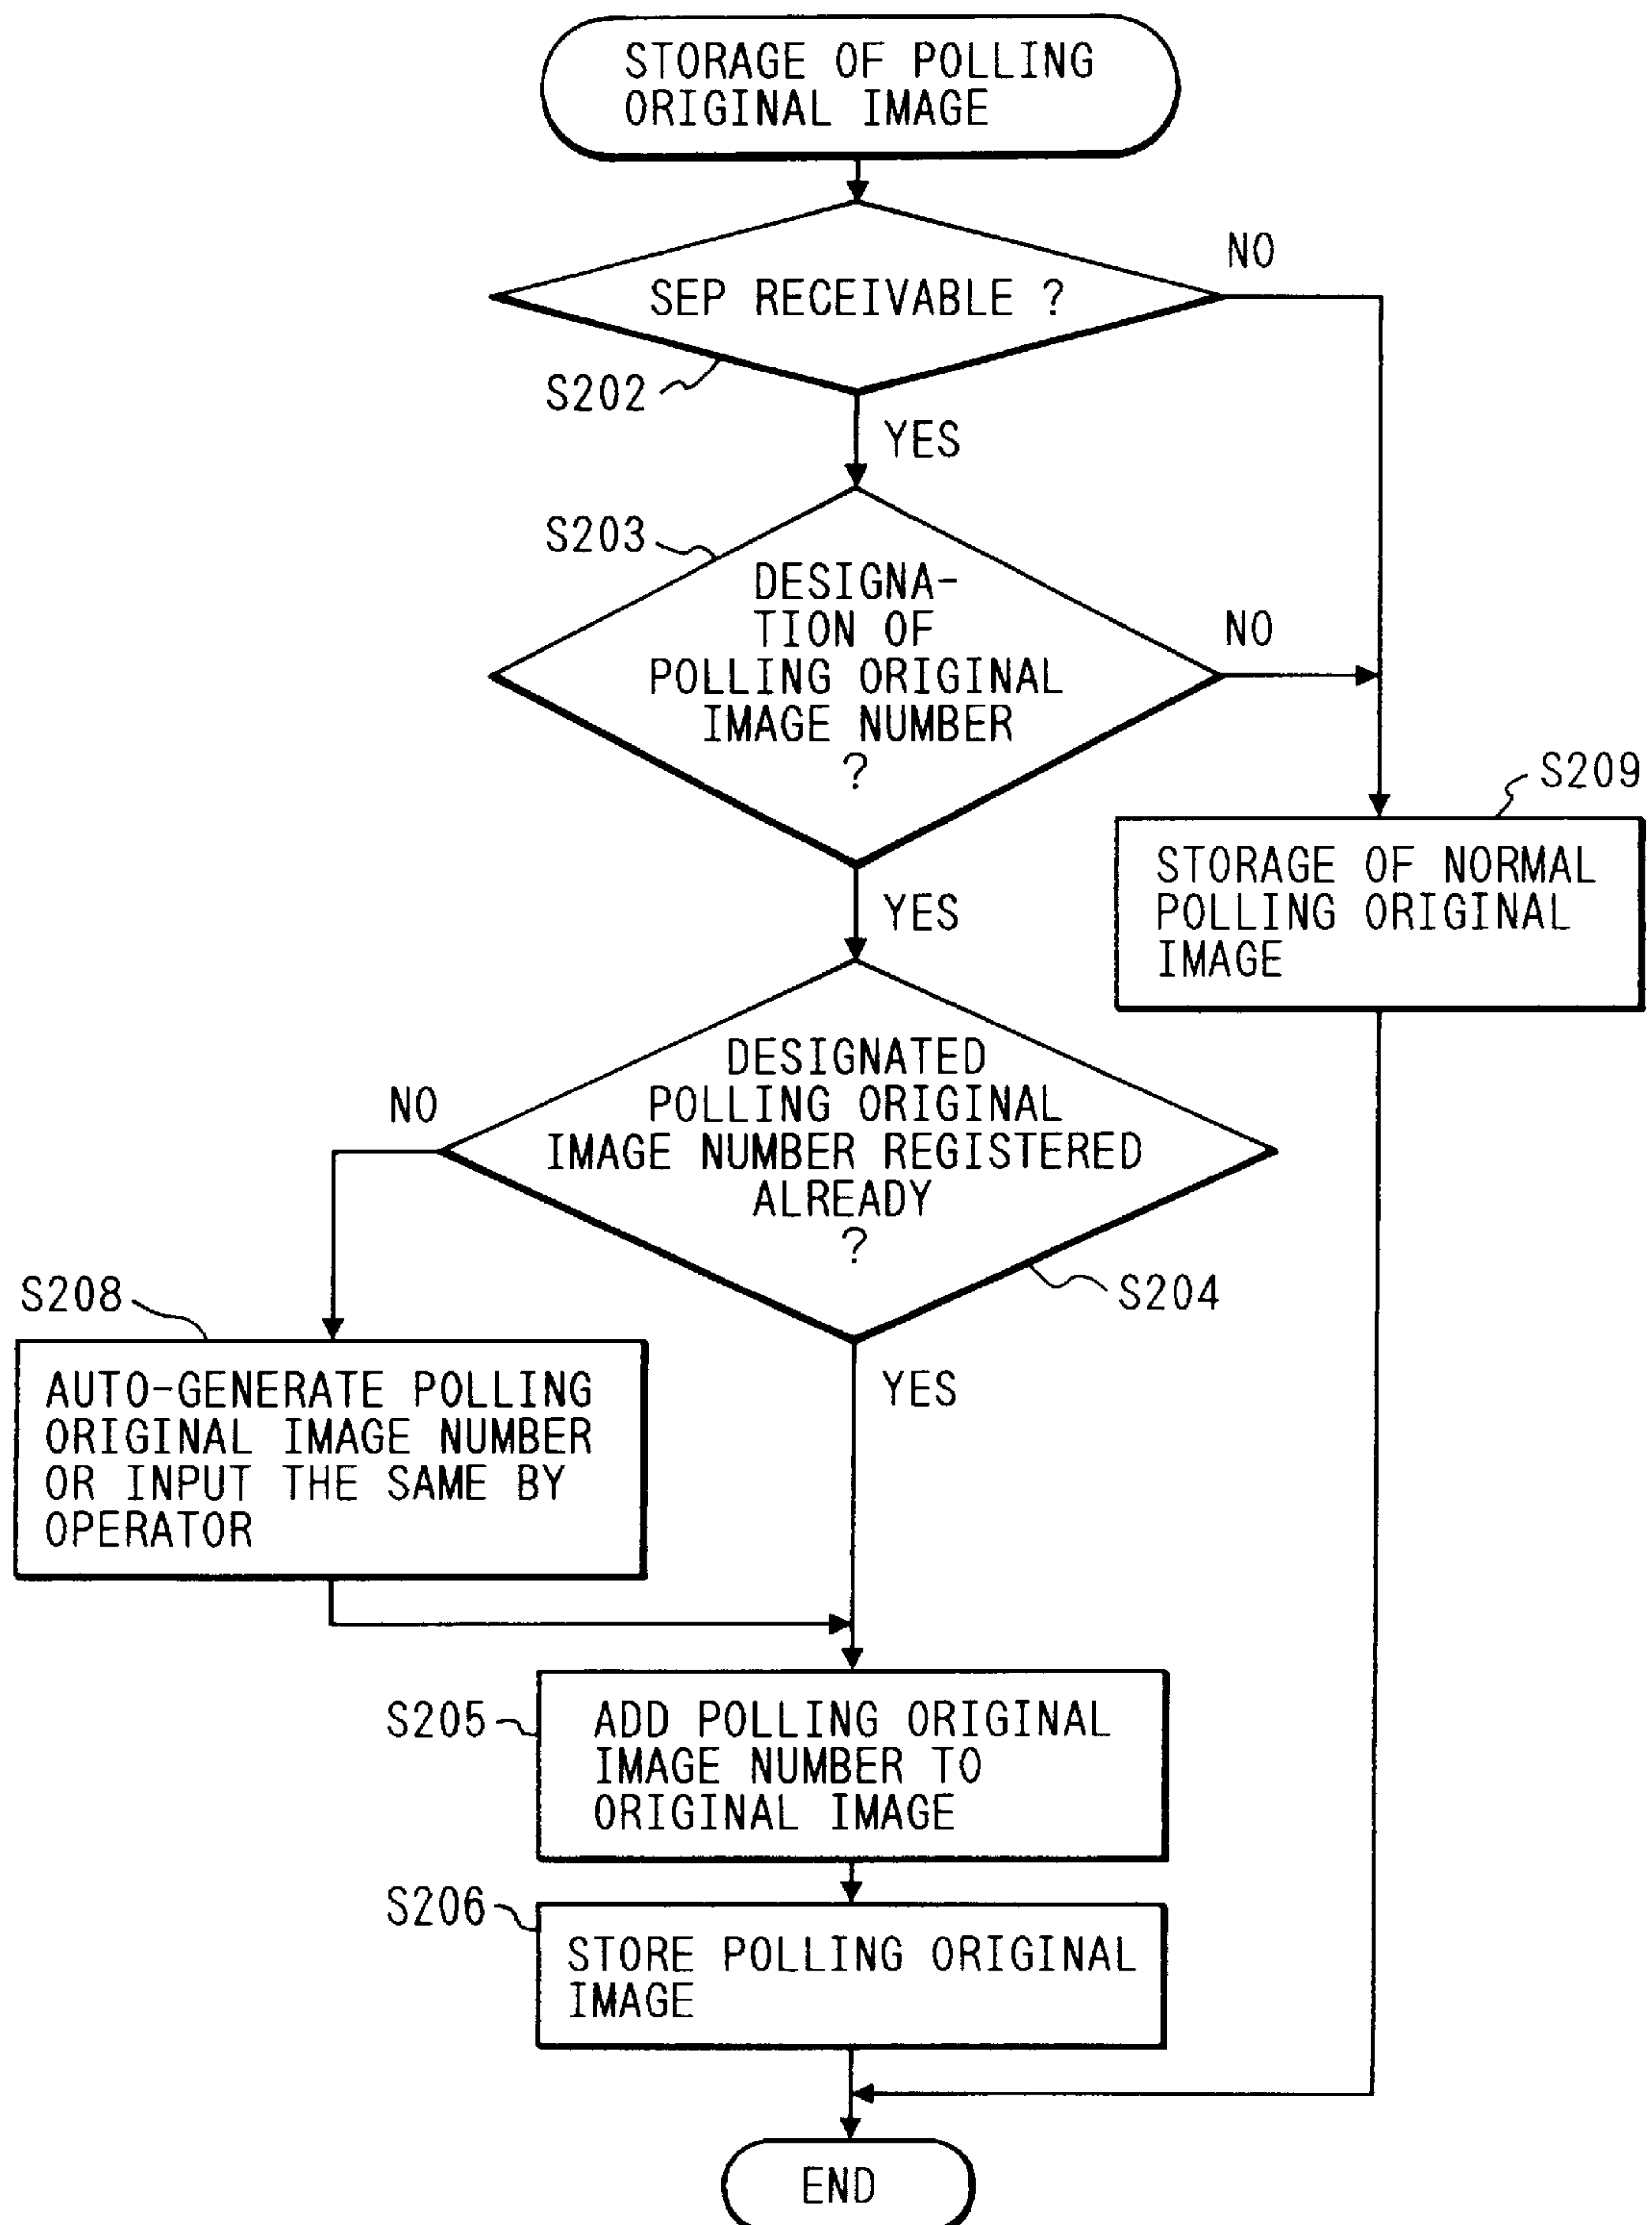 STORAGE OF POLLING
ORIGINAL IMAGE
NO
SEP RECEIVABLE ?
S202
YES
S203
DESIGNA-
TION OF
POLLING ORIGINAL
IMAGE NUMBER
?
NO
S209
STORAGE OF NORMAL
POLLING ORIGINAL
IMAGE
YES
DESIGNATED
POLLING ORIGINAL
IMAGE NUMBER REGISTERED
ALREADY
?
NO
S204
S208
YES
AUTO-GENERATE POLLING
ORIGINAL IMAGE NUMBER
OR INPUT THE SAME BY
OPERATOR
S205
ADD POLLING ORIGINAL
IMAGE NUMBER TO
ORIGINAL IMAGE
S206
STORE POLLING ORIGINAL
IMAGE
END